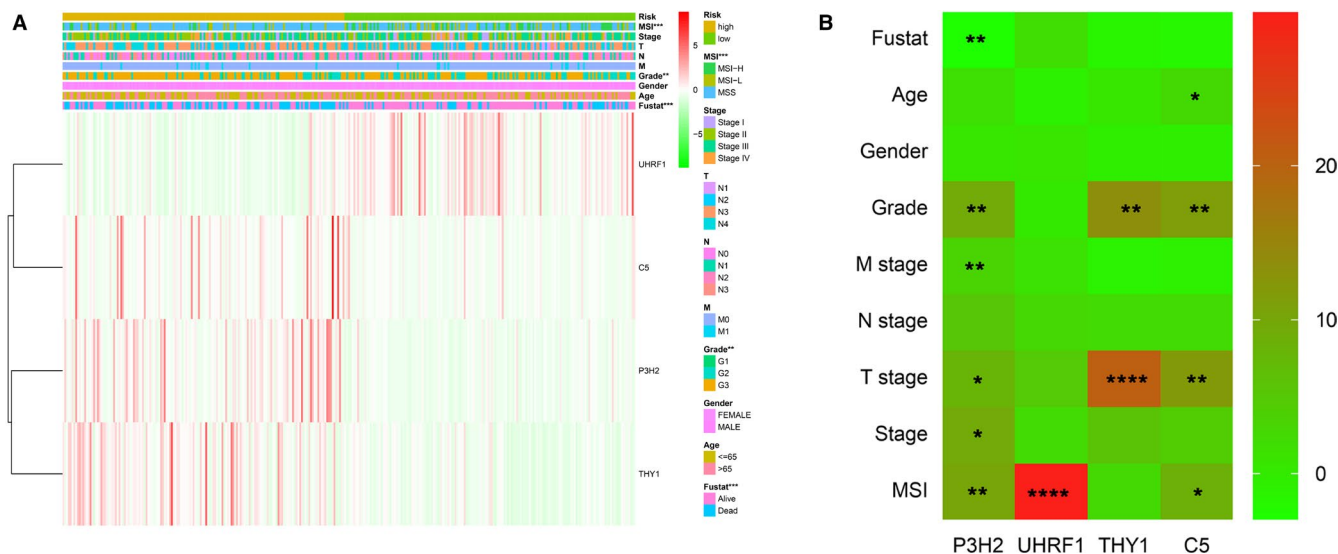 A
Risk
MSI***
Stage
T
N
M
Grade**
Gender
Age
Fustat***
UHRF1
C5
P3H2
THY1
5
0
−5
Risk
high
low
MSI***
MSI−H
MSI−L
MSS
Stage
Stage I
Stage II
Stage III
Stage IV
T
N1
N2
N3
N4
N
N0
N1
N2
N3
M
M0
M1
Grade**
G1
G2
G3
Gender
FEMALE
MALE
Age
<=65
>65
Fustat***
Alive
Dead
B
Fustat **
Age *
Gender
Grade ** ** **
M stage **
N stage
T stage * **** **
Stage *
MSI ** **** *
P3H2 UHRF1 THY1 C5
20
10
0